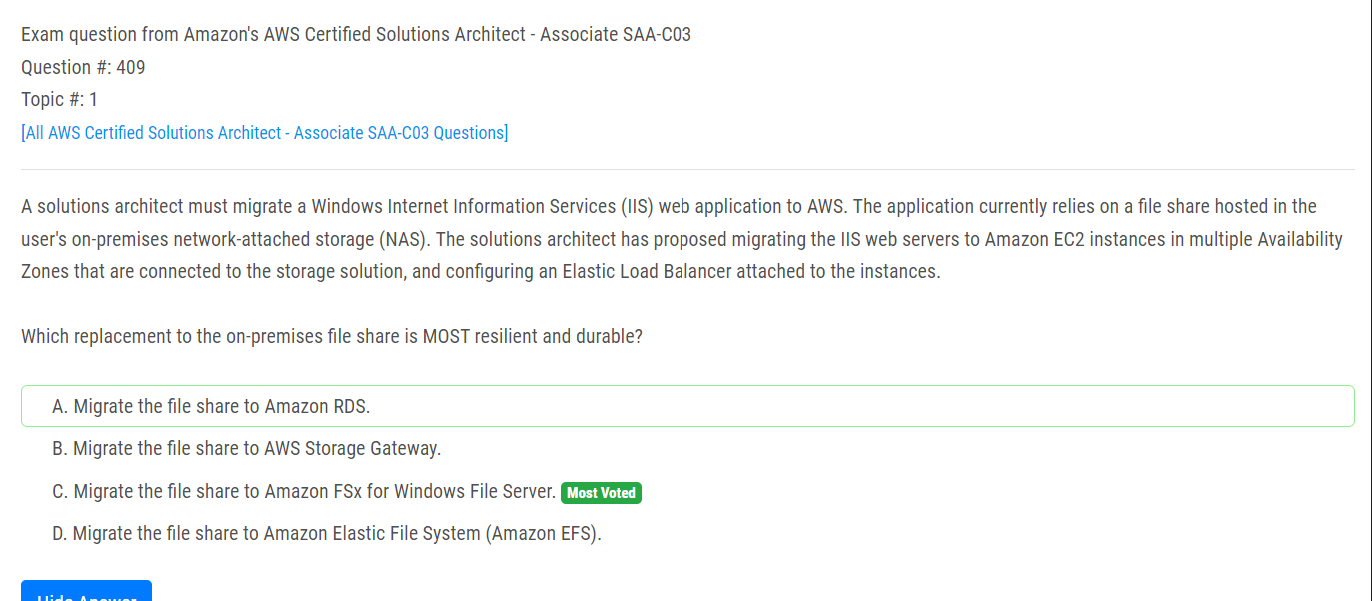 Exam question from Amazon's AWS Certified Solutions Architect - Associate SAA-C03
Question #: 409
Topic #: 1
[All AWS Certified Solutions Architect - Associate SAA-C03 Questions]
A solutions architect must migrate a Windows Internet Information Services (IIS) web application to AWS. The application currently relies on a file share hosted in the
user's on-premises network-attached storage (NAS). The solutions architect has proposed migrating the IIS web servers to Amazon EC2 instances in multiple Availability
Zones that are connected to the storage solution, and configuring an Elastic Load Balancer attached to the instances.
Which replacement to the on-premises file share is MOST resilient and durable?
A. Migrate the file share to Amazon RDS.
B. Migrate the file share to AWS Storage Gateway.
C. Migrate the file share to Amazon FSx for Windows File Server. Most Voted
D. Migrate the file share to Amazon Elastic File System (Amazon EFS).
Hide Answer